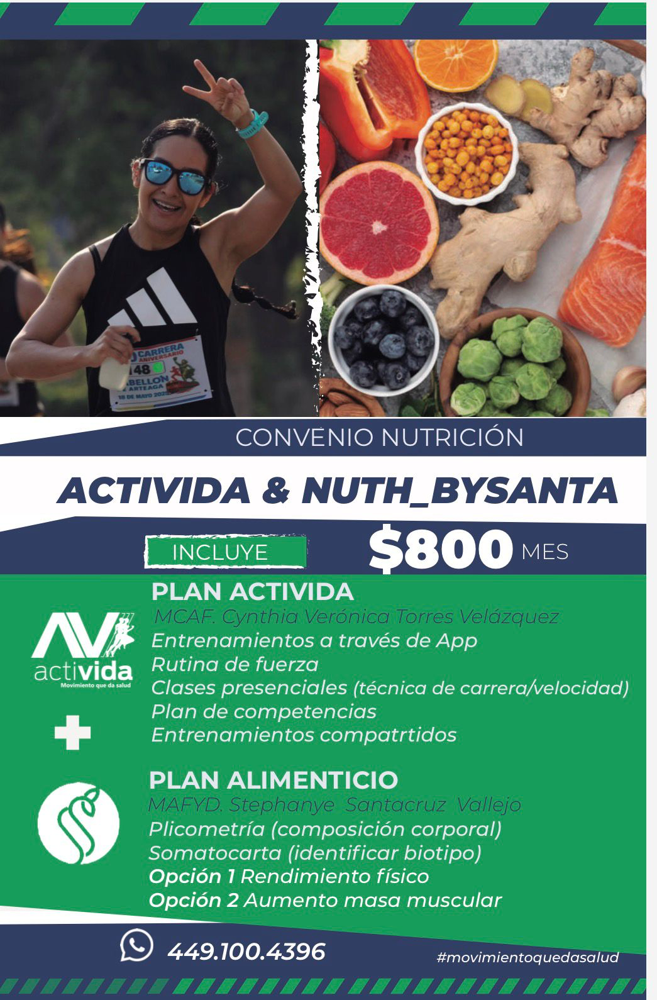 CARRERA
ANIVERSARIO
148
ABELLON
ARTEAGA
18 DE MAYO 202
CONVENIO NUTRICIÓN
ACTIVIDA & NUTH_BYSANTA
INCLUYE
$800 MES
PLAN ACTIVIDA
MCAF. Cynthia Verónica Torres Velázquez
Entrenamientos a través de App
Rutina de fuerza
Clases presenciales (técnica de carrera/velocidad)
Plan de competencias
Entrenamientos compatrtidos
AV
activida
Movimiento que da salud
PLAN ALIMENTICIO
MAFYD. Stephanye Santacruz Vallejo
Plicometría (composición corporal)
Somatocarta (identificar biotipo)
Opción 1 Rendimiento físico
Opción 2 Aumento masa muscular
449.100.4396
#movimientoquedasalud